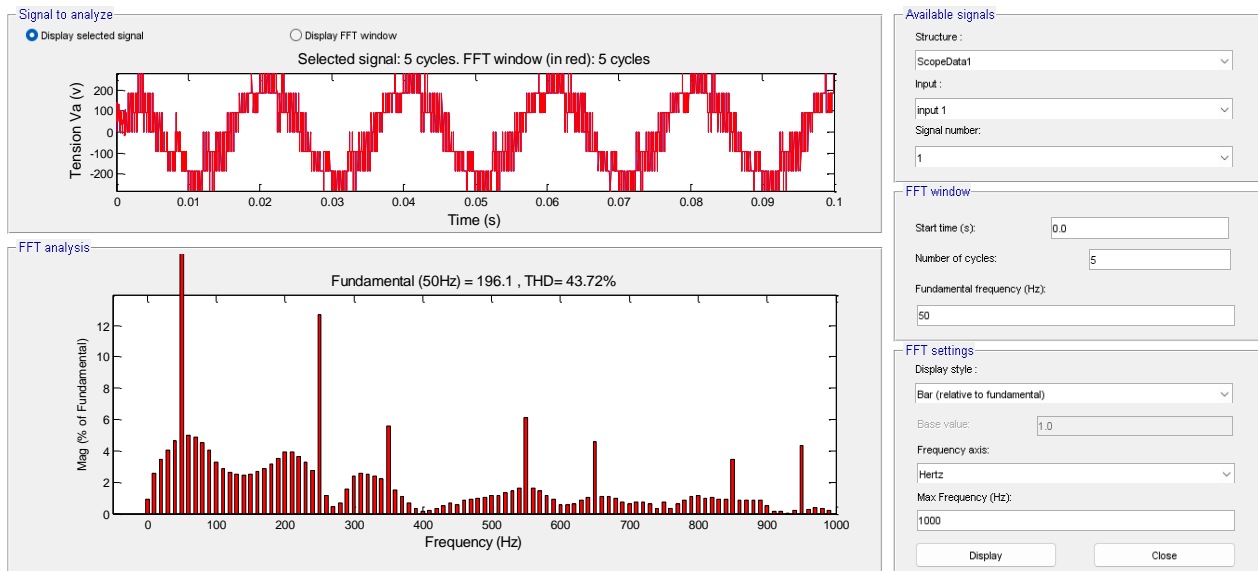 Signal to analyze
Display selected signal
Display FFT window
Selected signal: 5 cycles. FFT window (in red): 5 cycles
Tension Va (v)
200
100
0
-100
-200
0
0.01
0.02
0.03
0.04
0.05
0.06
0.07
0.08
0.09
0.1
Time (s)
FFT analysis
Fundamental (50Hz) = 196.1 , THD= 43.72%
Mag (% of Fundamental)
12
10
8
6
4
2
0
0
100
200
300
400
500
600
700
800
900
1000
Frequency (Hz)
Available signals
Structure :
ScopeData1
Input :
input 1
Signal number:
1
FFT window
Start time (s):
0.0
Number of cycles:
5
Fundamental frequency (Hz):
50
FFT settings
Display style :
Bar (relative to fundamental)
Base value:
1.0
Frequency axis:
Hertz
Max Frequency (Hz):
1000
Display
Close